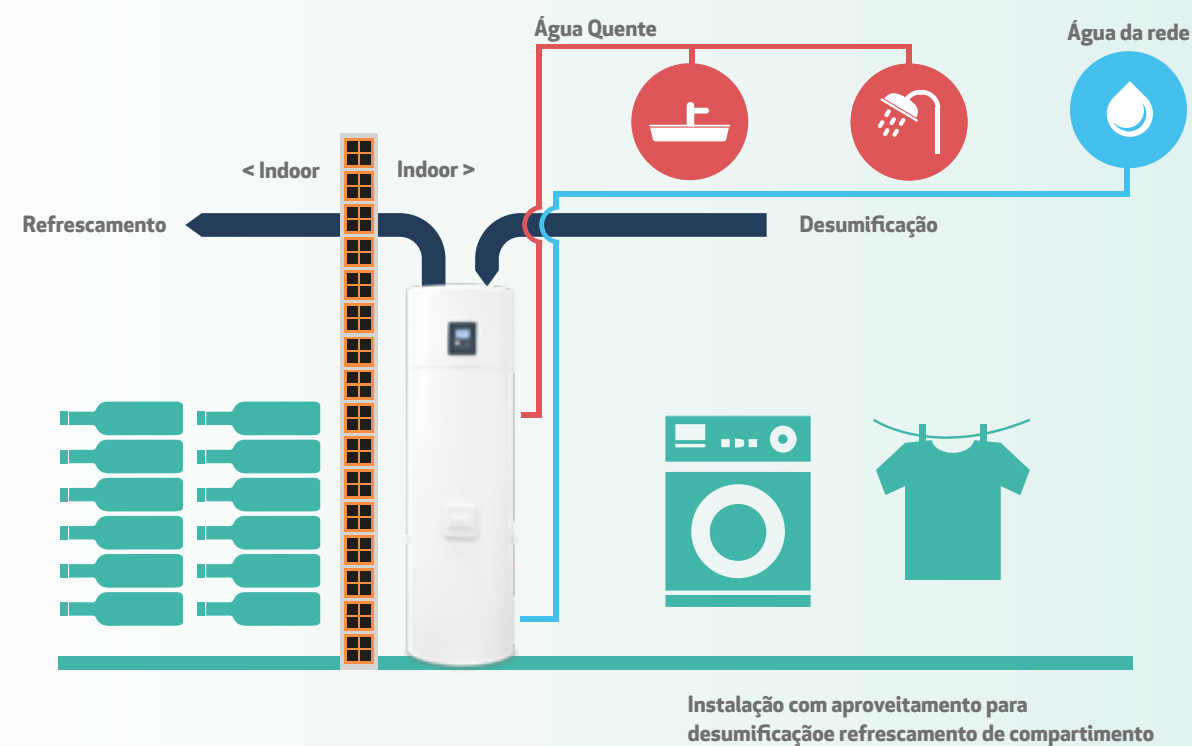 Água Quente
Água da rede
< Indoor
Indoor >
Refrescamento
Desumificação
Instalação com aproveitamento para
desumificaçãoe refrescamento de compartimento